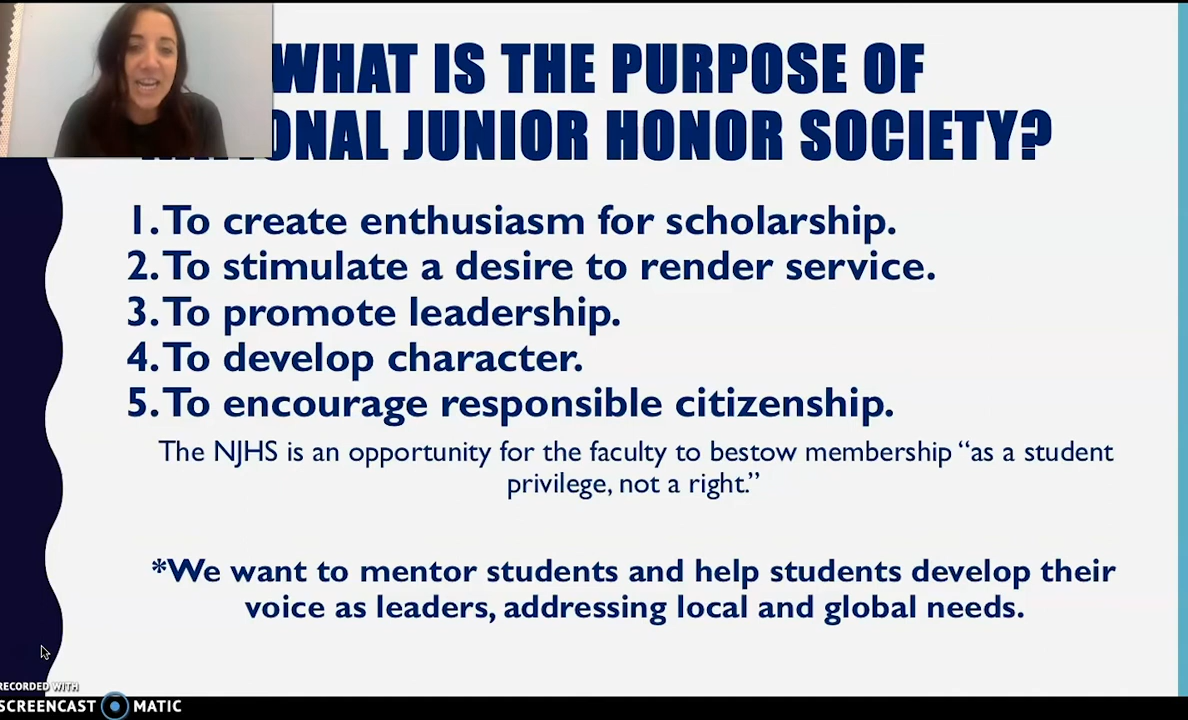 WHAT IS THE PURPOSE OF
ONAL JUNIOR HONOR SOCIETY?
1. To create enthusiasm for scholarship.
2. To stimulate a desire to render service.
3. To promote leadership.
4. To develop character.
5. To encourage responsible citizenship.
The NJHS is an opportunity for the faculty to bestow membership “as a student
privilege, not a right.”
*We want to mentor students and help students develop their
voice as leaders, addressing local and global needs.
RECORDED WITH
SCREENCAST MATIC